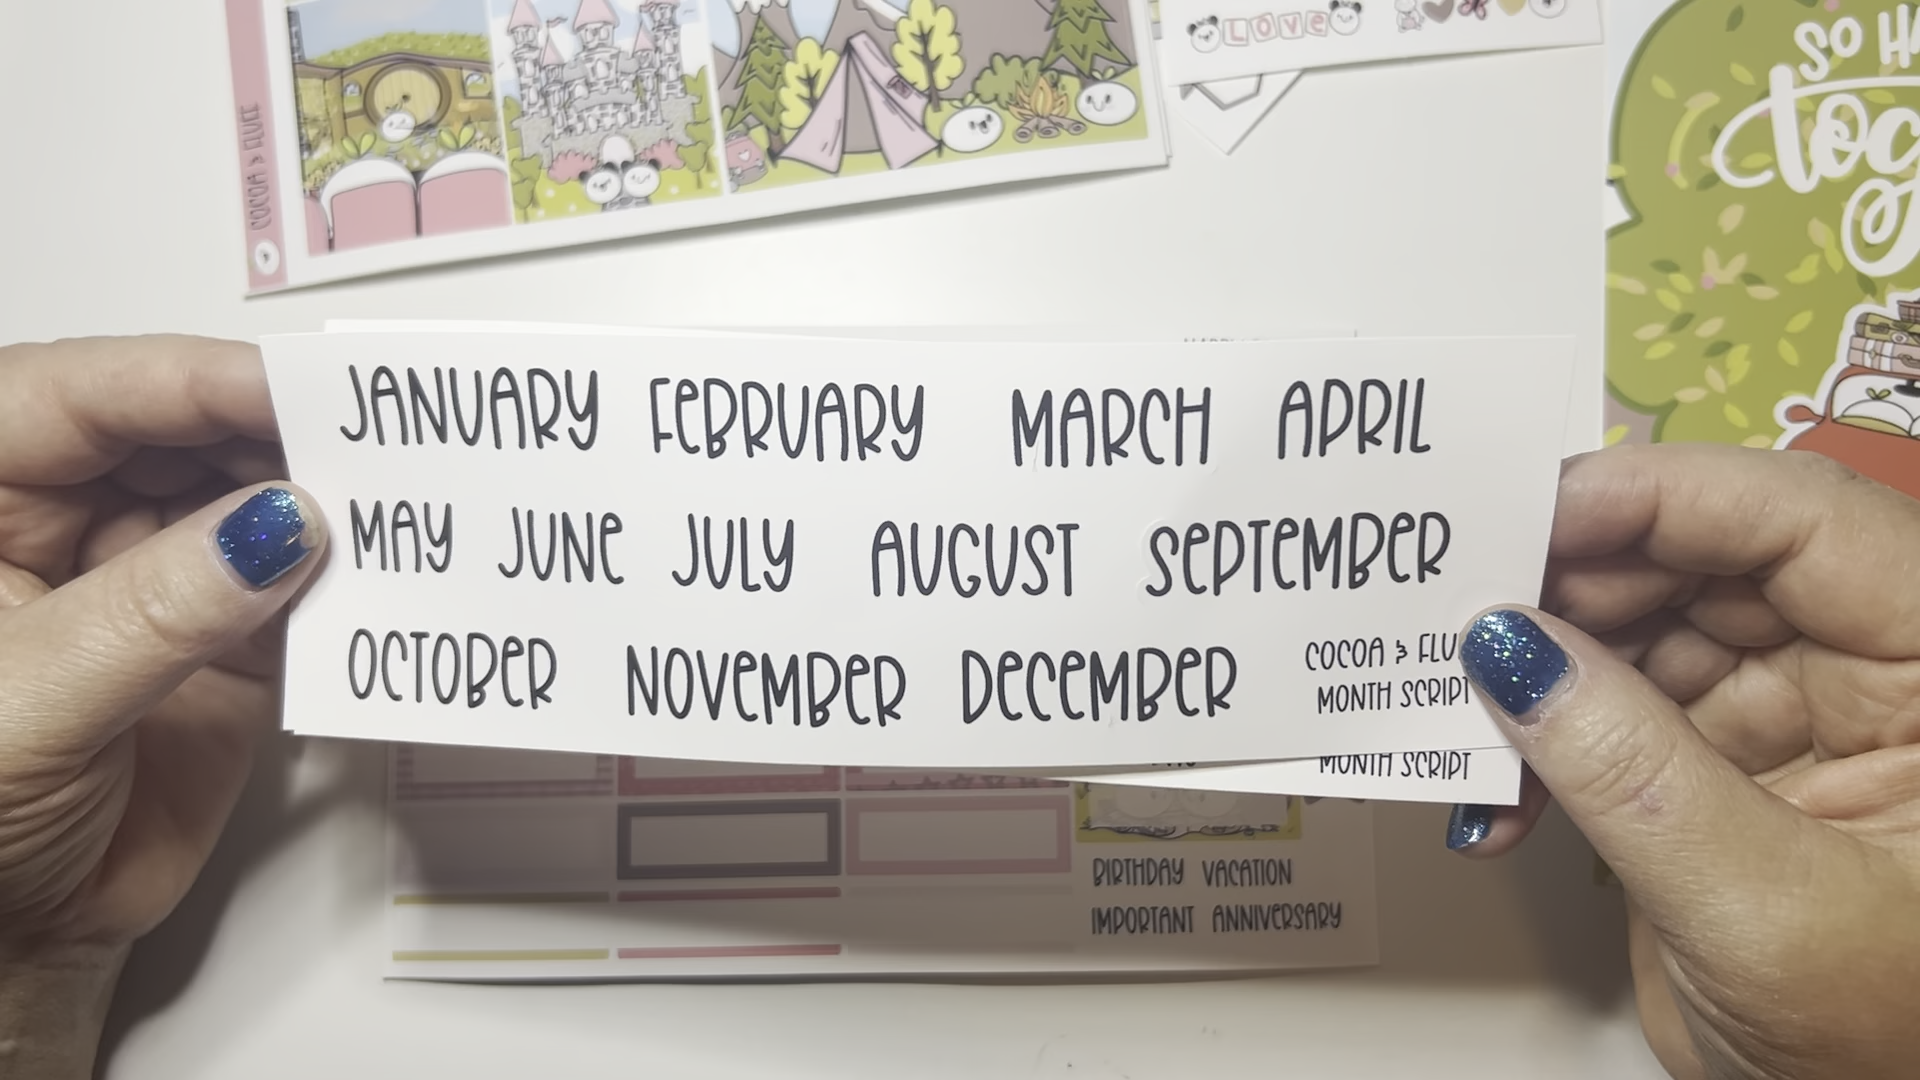 COCOA & FLUFF
LOVE
SO
JANUARY FeBRUARY MARCH APRIL
MAY JUNe JULY AUGUST SePTeMBeR
OCTOBeR NOVeMBeR DeCeMBeR
COCOA & FLU
MONTH SCRIPT
MONTH SCRIPT
BIRTHDAY VACATION
IMPORTANT ANNIVeRSARY